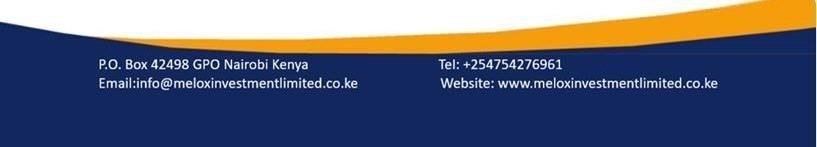 P.O. Box 42498 GPO Nairobi Kenya Tel: +254754276961
Email:info@meloxinvestmentlimited.co.ke Website: www.meloxinvestmentlimited.co.ke